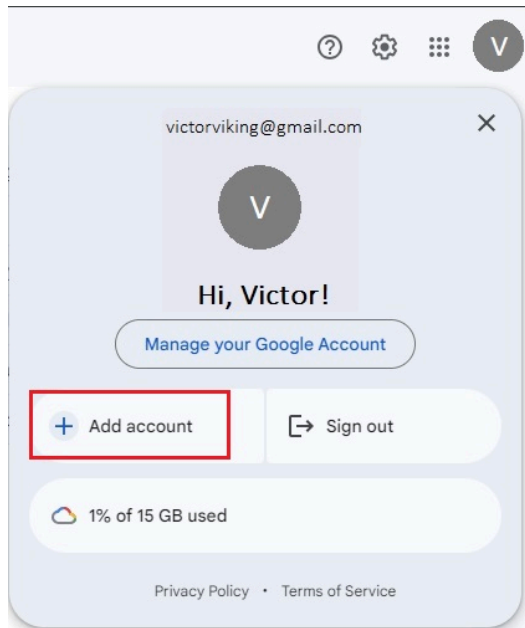 V
victorviking@gmail.com
V
Hi, Victor!
Manage your Google Account
Add account
Sign out
1% of 15 GB used
Privacy Policy • Terms of Service